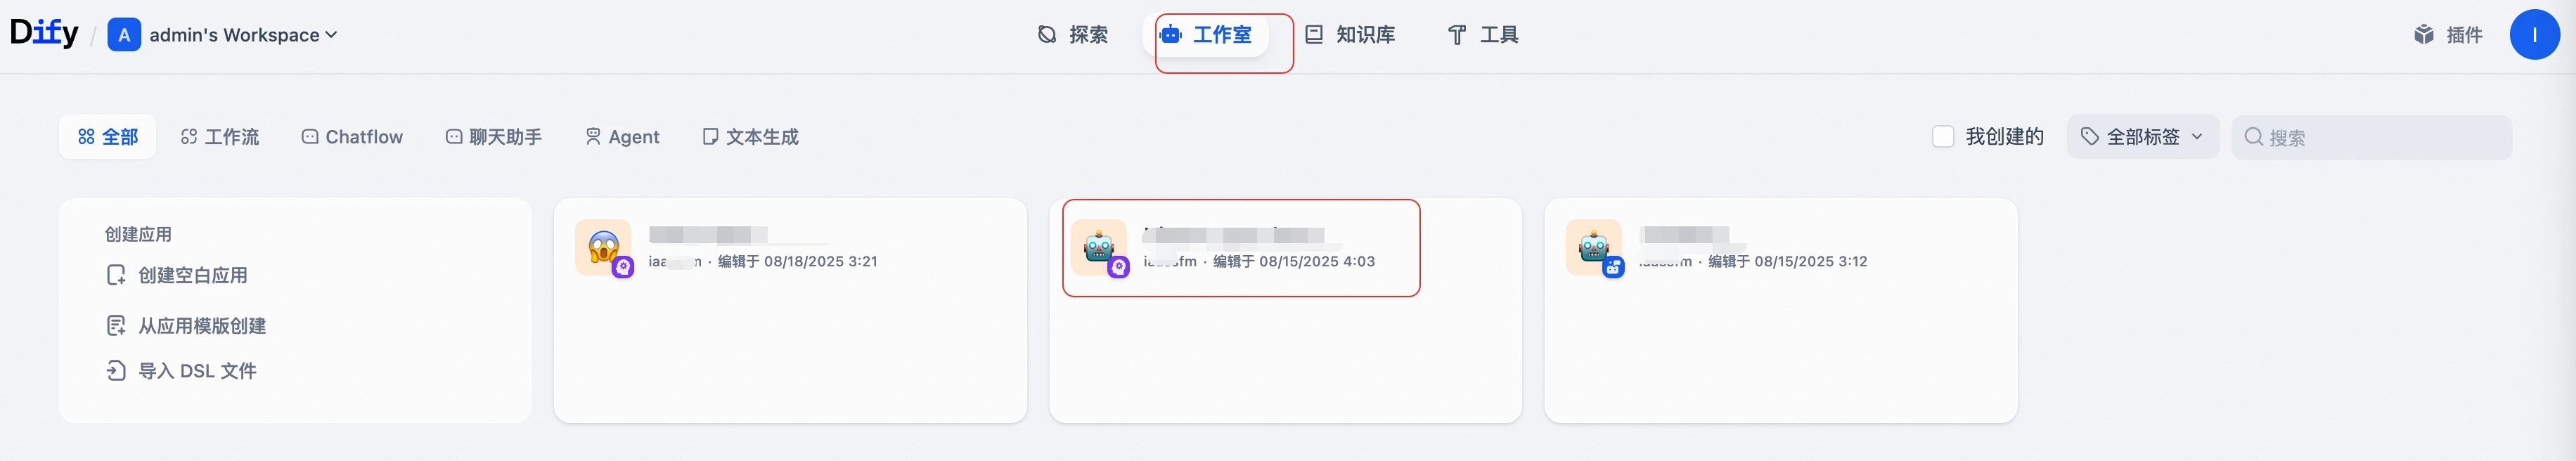 Dify / A admin's Workspace 探索 工作室 知识库 工具 插件 I
全部 工作流 Chatflow 聊天助手 Agent 文本生成 我创建的 全部标签 搜索
创建应用
创建空白应用
从应用模版创建
导入 DSL 文件
· 编辑于 08/18/2025 3:21
· 编辑于 08/15/2025 4:03
· 编辑于 08/15/2025 3:12